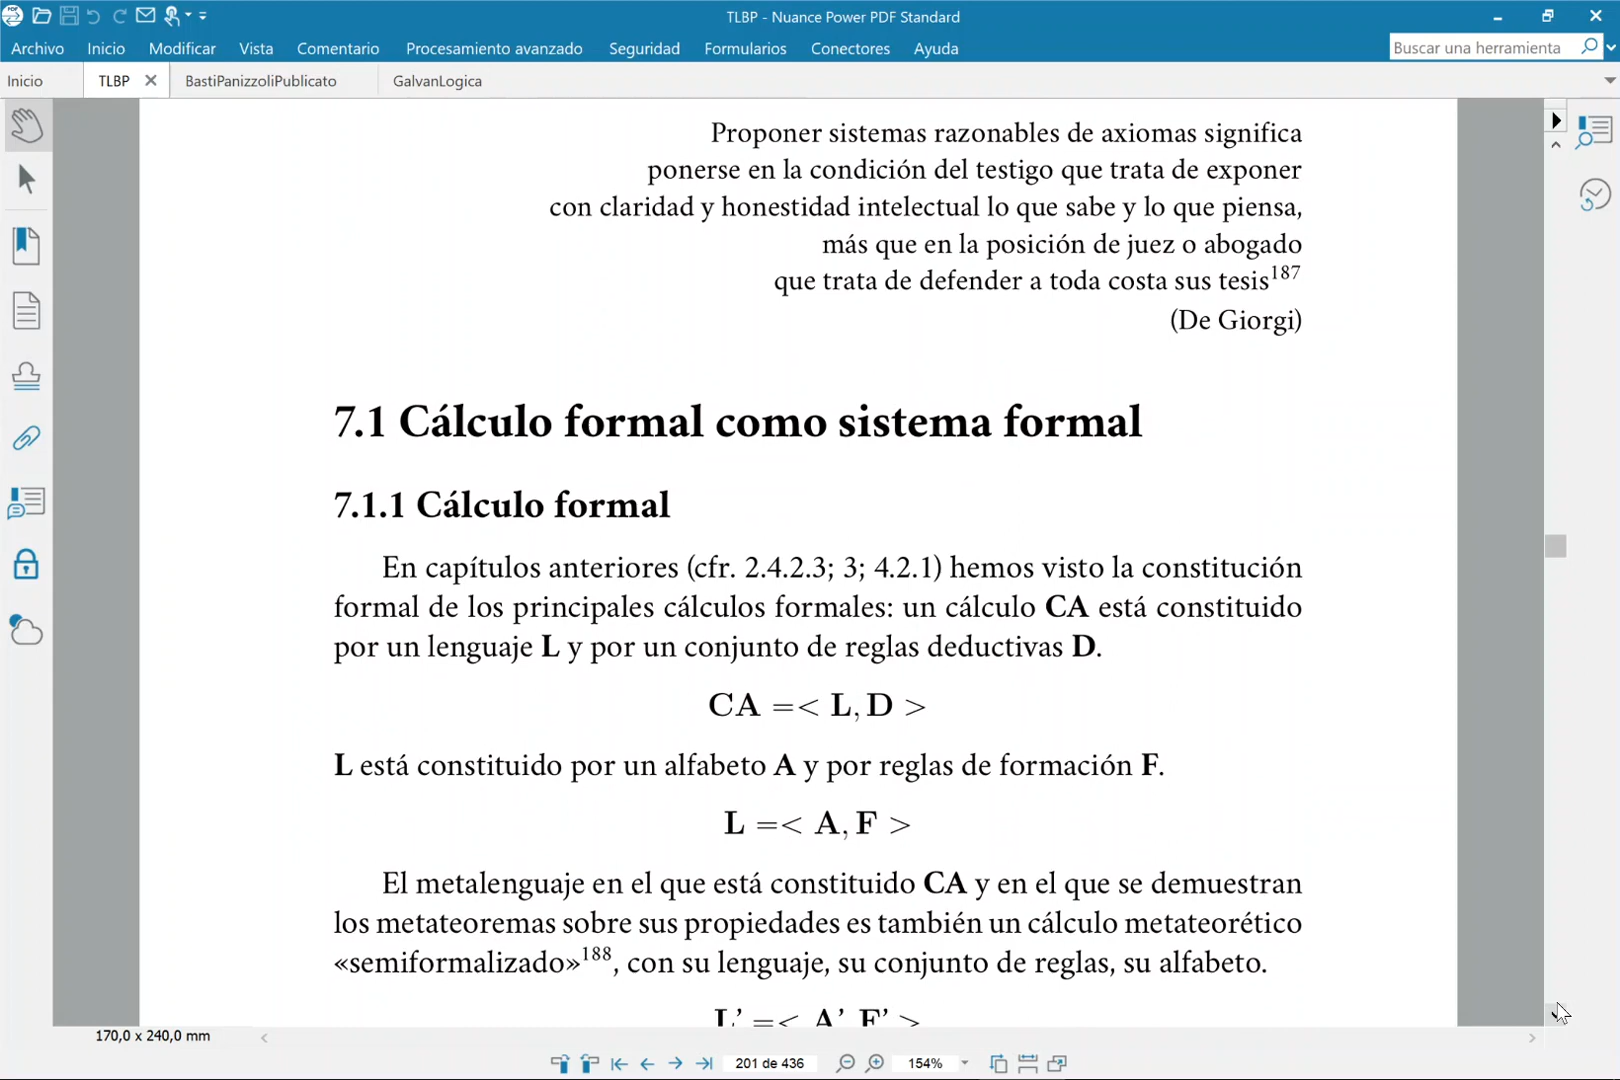 TLBP - Nuance Power PDF Standard
Archivo Inicio Modificar Vista Comentario Procesamiento avanzado Seguridad Formularios Conectores Ayuda
Buscar una herramienta
Inicio TLBP BastiPanizzoliPublicato GalvanLogica
Proponer sistemas razonables de axiomas significa
ponerse en la condición del testigo que trata de exponer
con claridad y honestidad intelectual lo que sabe y lo que piensa,
más que en la posición de juez o abogado
que trata de defender a toda costa sus tesis187
(De Giorgi)
7.1 Cálculo formal como sistema formal
7.1.1 Cálculo formal
En capítulos anteriores (cfr. 2.4.2.3; 3; 4.2.1) hemos visto la constitución
formal de los principales cálculos formales: un cálculo CA está constituido
por un lenguaje L y por un conjunto de reglas deductivas D.
CA =< L, D >
L está constituido por un alfabeto A y por reglas de formación F.
L =< A, F >
El metalenguaje en el que está constituido CA y en el que se demuestran
los metateoremas sobre sus propiedades es también un cálculo metateorético
«semiformalizado»188, con su lenguaje, su conjunto de reglas, su alfabeto.
L' =< A' F' >
170,0 x 240,0 mm
201 de 436 154%